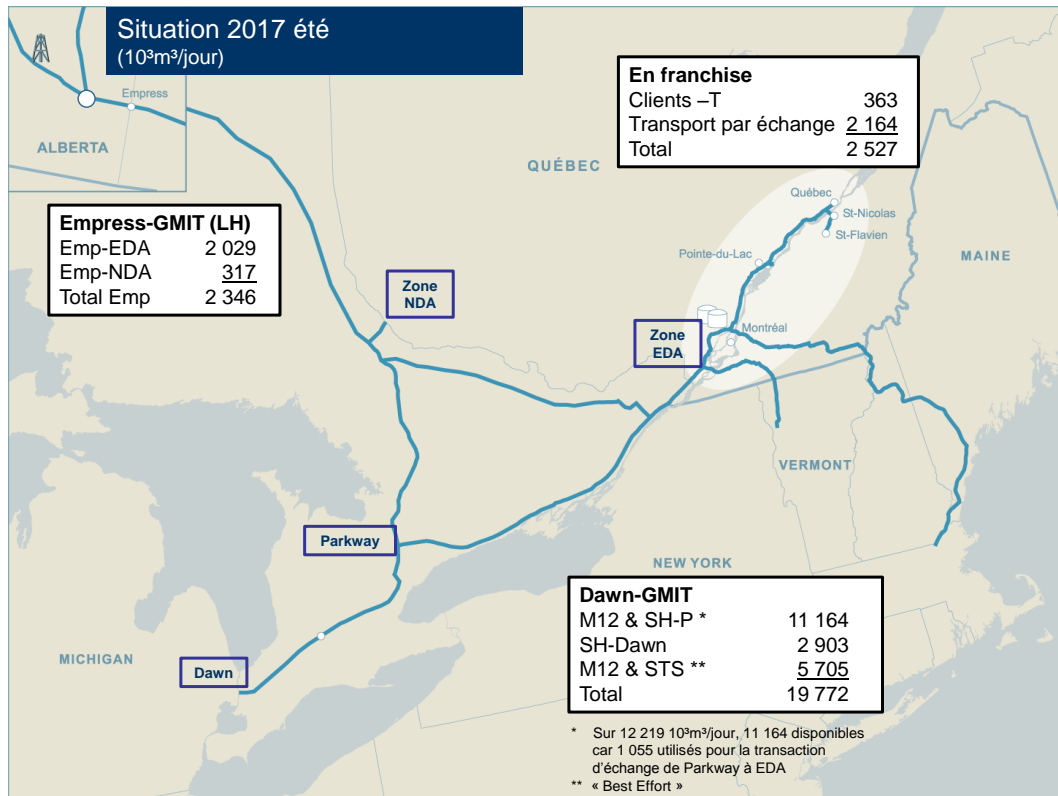 Situation 2017 été
(10³m³/jour)
Empress
ALBERTA
En franchise
Clients –T 363
Transport par échange 2 164
Total 2 527
QUÉBEC
Québec
St-Nicolas
St-Flavien
Pointe-du-Lac
MAINE
Empress-GMIT (LH)
Emp-EDA 2 029
Emp-NDA 317
Total Emp 2 346
Zone
NDA
Zone
EDA
Montréal
VERMONT
Parkway
NEW YORK
MICHIGAN
Dawn
Dawn-GMIT
M12 & SH-P * 11 164
SH-Dawn 2 903
M12 & STS ** 5 705
Total 19 772
* Sur 12 219 10³m³/jour, 11 164 disponibles
car 1 055 utilisés pour la transaction
d'échange de Parkway à EDA
** « Best Effort »